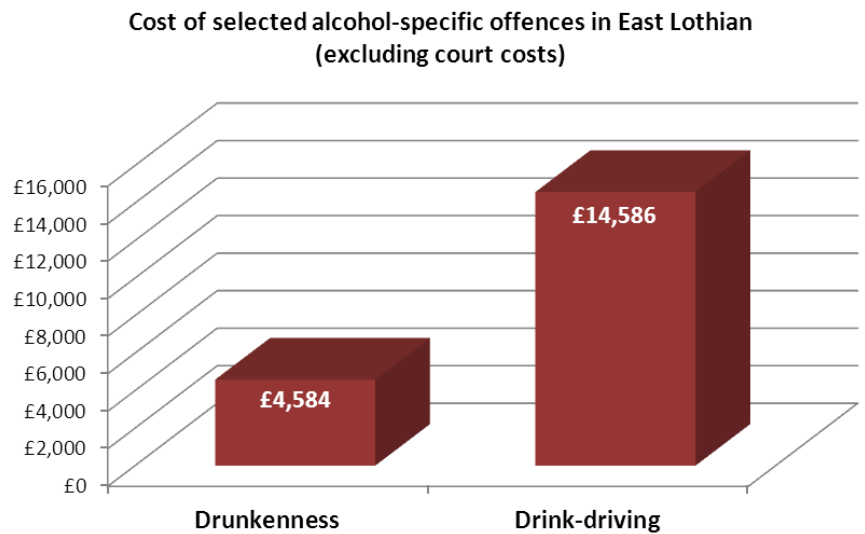 Cost of selected alcohol-specific offences in East Lothian
(excluding court costs)
£16,000
£14,000
£12,000
£10,000
£8,000
£6,000
£4,000
£2,000
£0
£4,584
£14,586
Drunkenness
Drink-driving